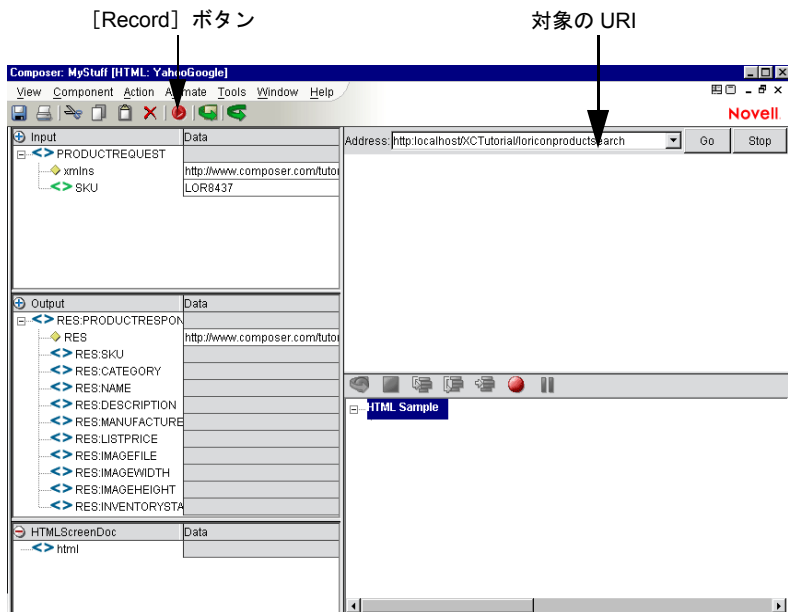 ［Record］ボタン
対象の URI
Composer: MyStuff [HTML: YahooGoogle]
View Component Action Animate Tools Window Help
Novell.
Input Data
PRODUCTREQUEST
xmlns http://www.composer.com/tutor
SKU LOR8437
Address: http:localhost/XCTutorial/loriconproductsearch Go Stop
Output Data
RES:PRODUCTRESPON
RES http://www.composer.com/tutor
RES:SKU
RES:CATEGORY
RES:NAME
RES:DESCRIPTION
RES:MANUFACTURE
RES:LISTPRICE
RES:IMAGEFILE
RES:IMAGEWIDTH
RES:IMAGEHEIGHT
RES:INVENTORYSTA
HTML Sample
HTMLScreenDoc Data
html